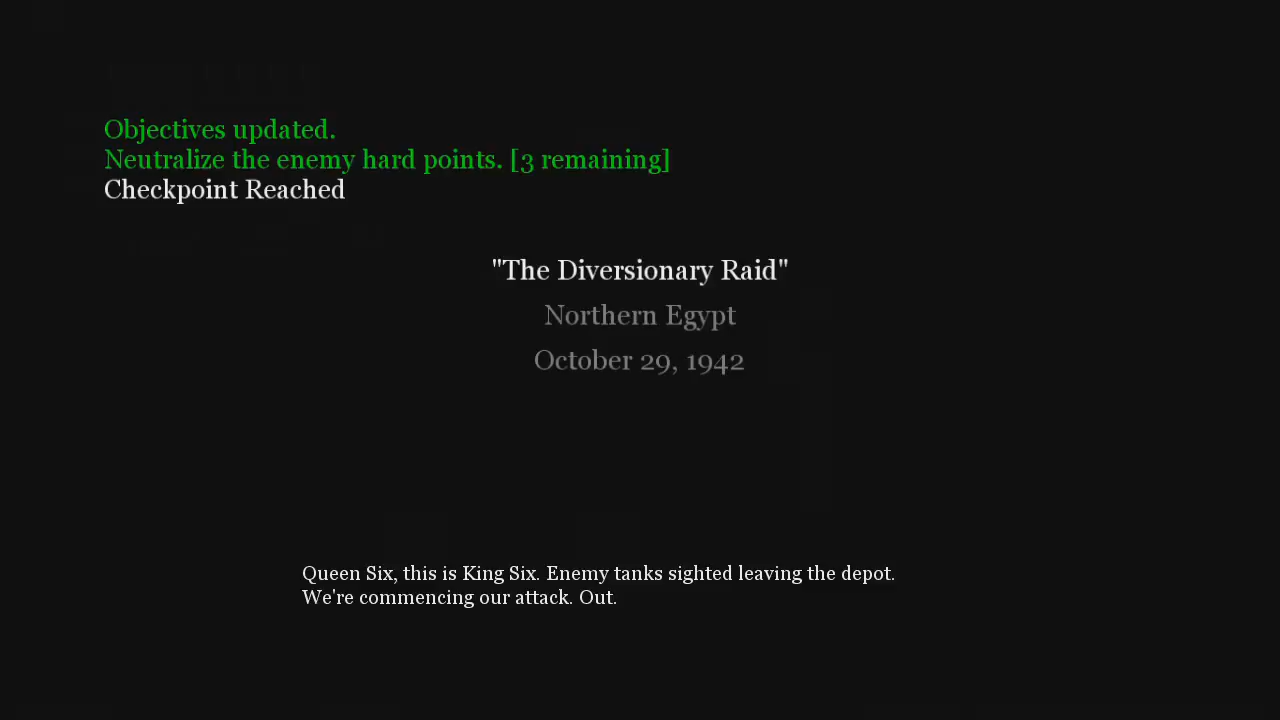 Objectives updated.
Neutralize the enemy hard points. [3 remaining]
Checkpoint Reached
"The Diversionary Raid"
Northern Egypt
October 29, 1942
Queen Six, this is King Six. Enemy tanks sighted leaving the depot.
We're commencing our attack. Out.